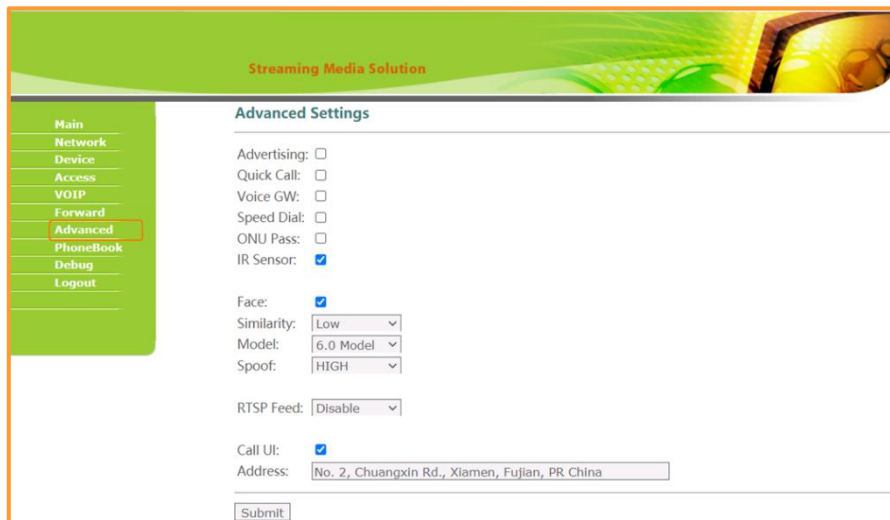 Streaming Media Solution
Main
Network
Device
Access
VOIP
Forward
Advanced
PhoneBook
Debug
Logout
Advanced Settings
Advertising:
Quick Call:
Voice GW:
Speed Dial:
ONU Pass:
IR Sensor:
Face:
Similarity: Low
Model: 6.0 Model
Spoof: HIGH
RTSP Feed: Disable
Call UI:
Address: No. 2, Chuangxin Rd., Xiamen, Fujian, PR China
Submit